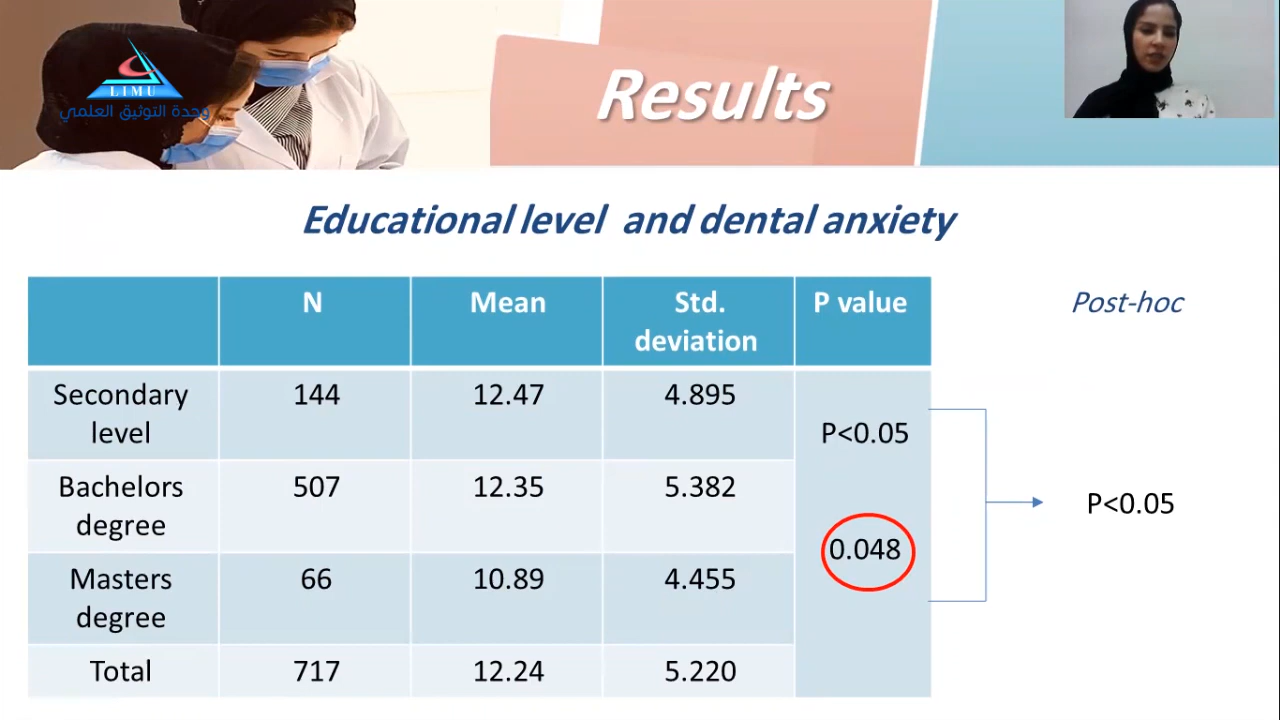 LIMU
وحدة التوثيق العلمي
Results
Educational level and dental anxiety
N
Mean
Std.
deviation
P value
Post-hoc
Secondary
level
144
12.47
4.895
P<0.05
Bachelors
degree
507
12.35
5.382
P<0.05
0.048
Masters
degree
66
10.89
4.455
Total
717
12.24
5.220